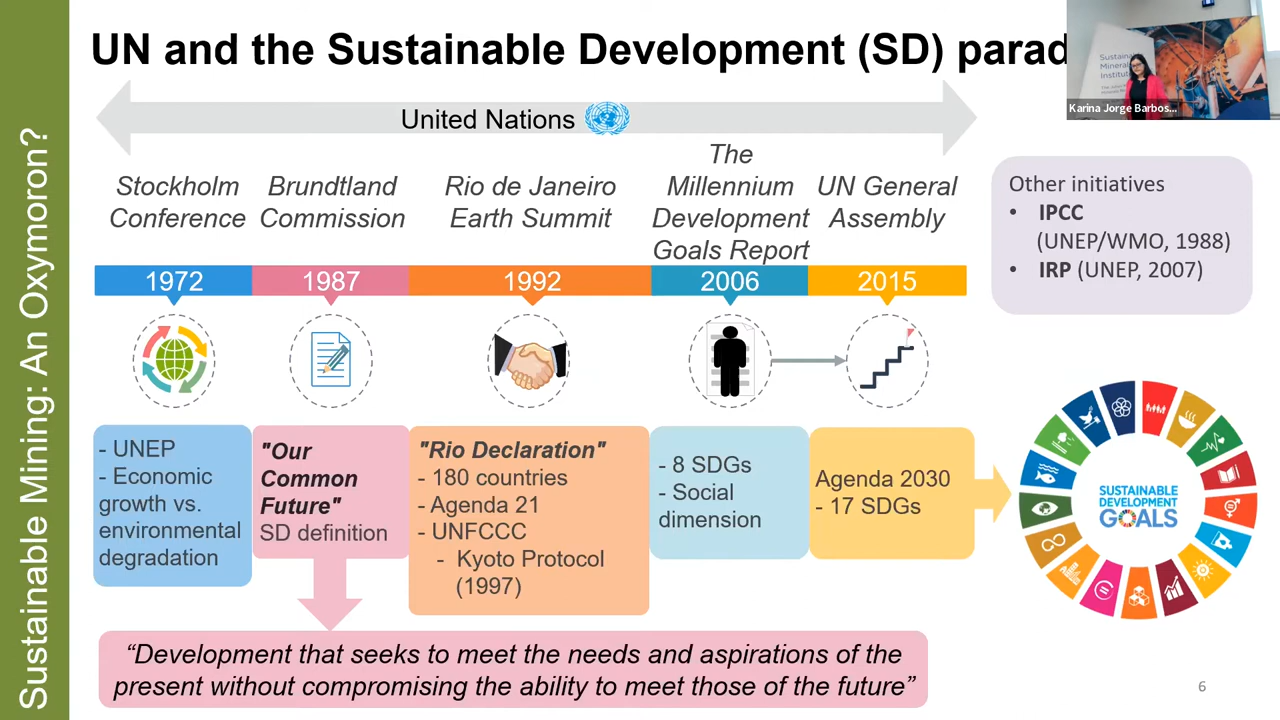 Sustainable Mining: An Oxymoron?
UN and the Sustainable Development (SD)
United Nations
Stockholm
Conference
Brundtland
Commission
Rio de Janeiro
Earth Summit
The
Millennium
Development
Goals Report
UN General
Assembly
1972
1987
1992
2006
2015
- UNEP
- Economic
growth vs.
environmental
degradation
"Our
Common
Future"
SD definition
"Rio Declaration"
- 180 countries
- Agenda 21
- UNFCCC
- Kyoto Protocol
(1997)
- 8 SDGs
- Social
dimension
Agenda 2030
- 17 SDGs
“Development that seeks to meet the needs and aspirations of the
present without compromising the ability to meet those of the future”
Sustainable
Minerals
Institute
Karina Jorge Barbos...
Other initiatives
• IPCC
(UNEP/WMO, 1988)
• IRP (UNEP, 2007)
SUSTAINABLE
DEVELOPMENT
GOALS
6